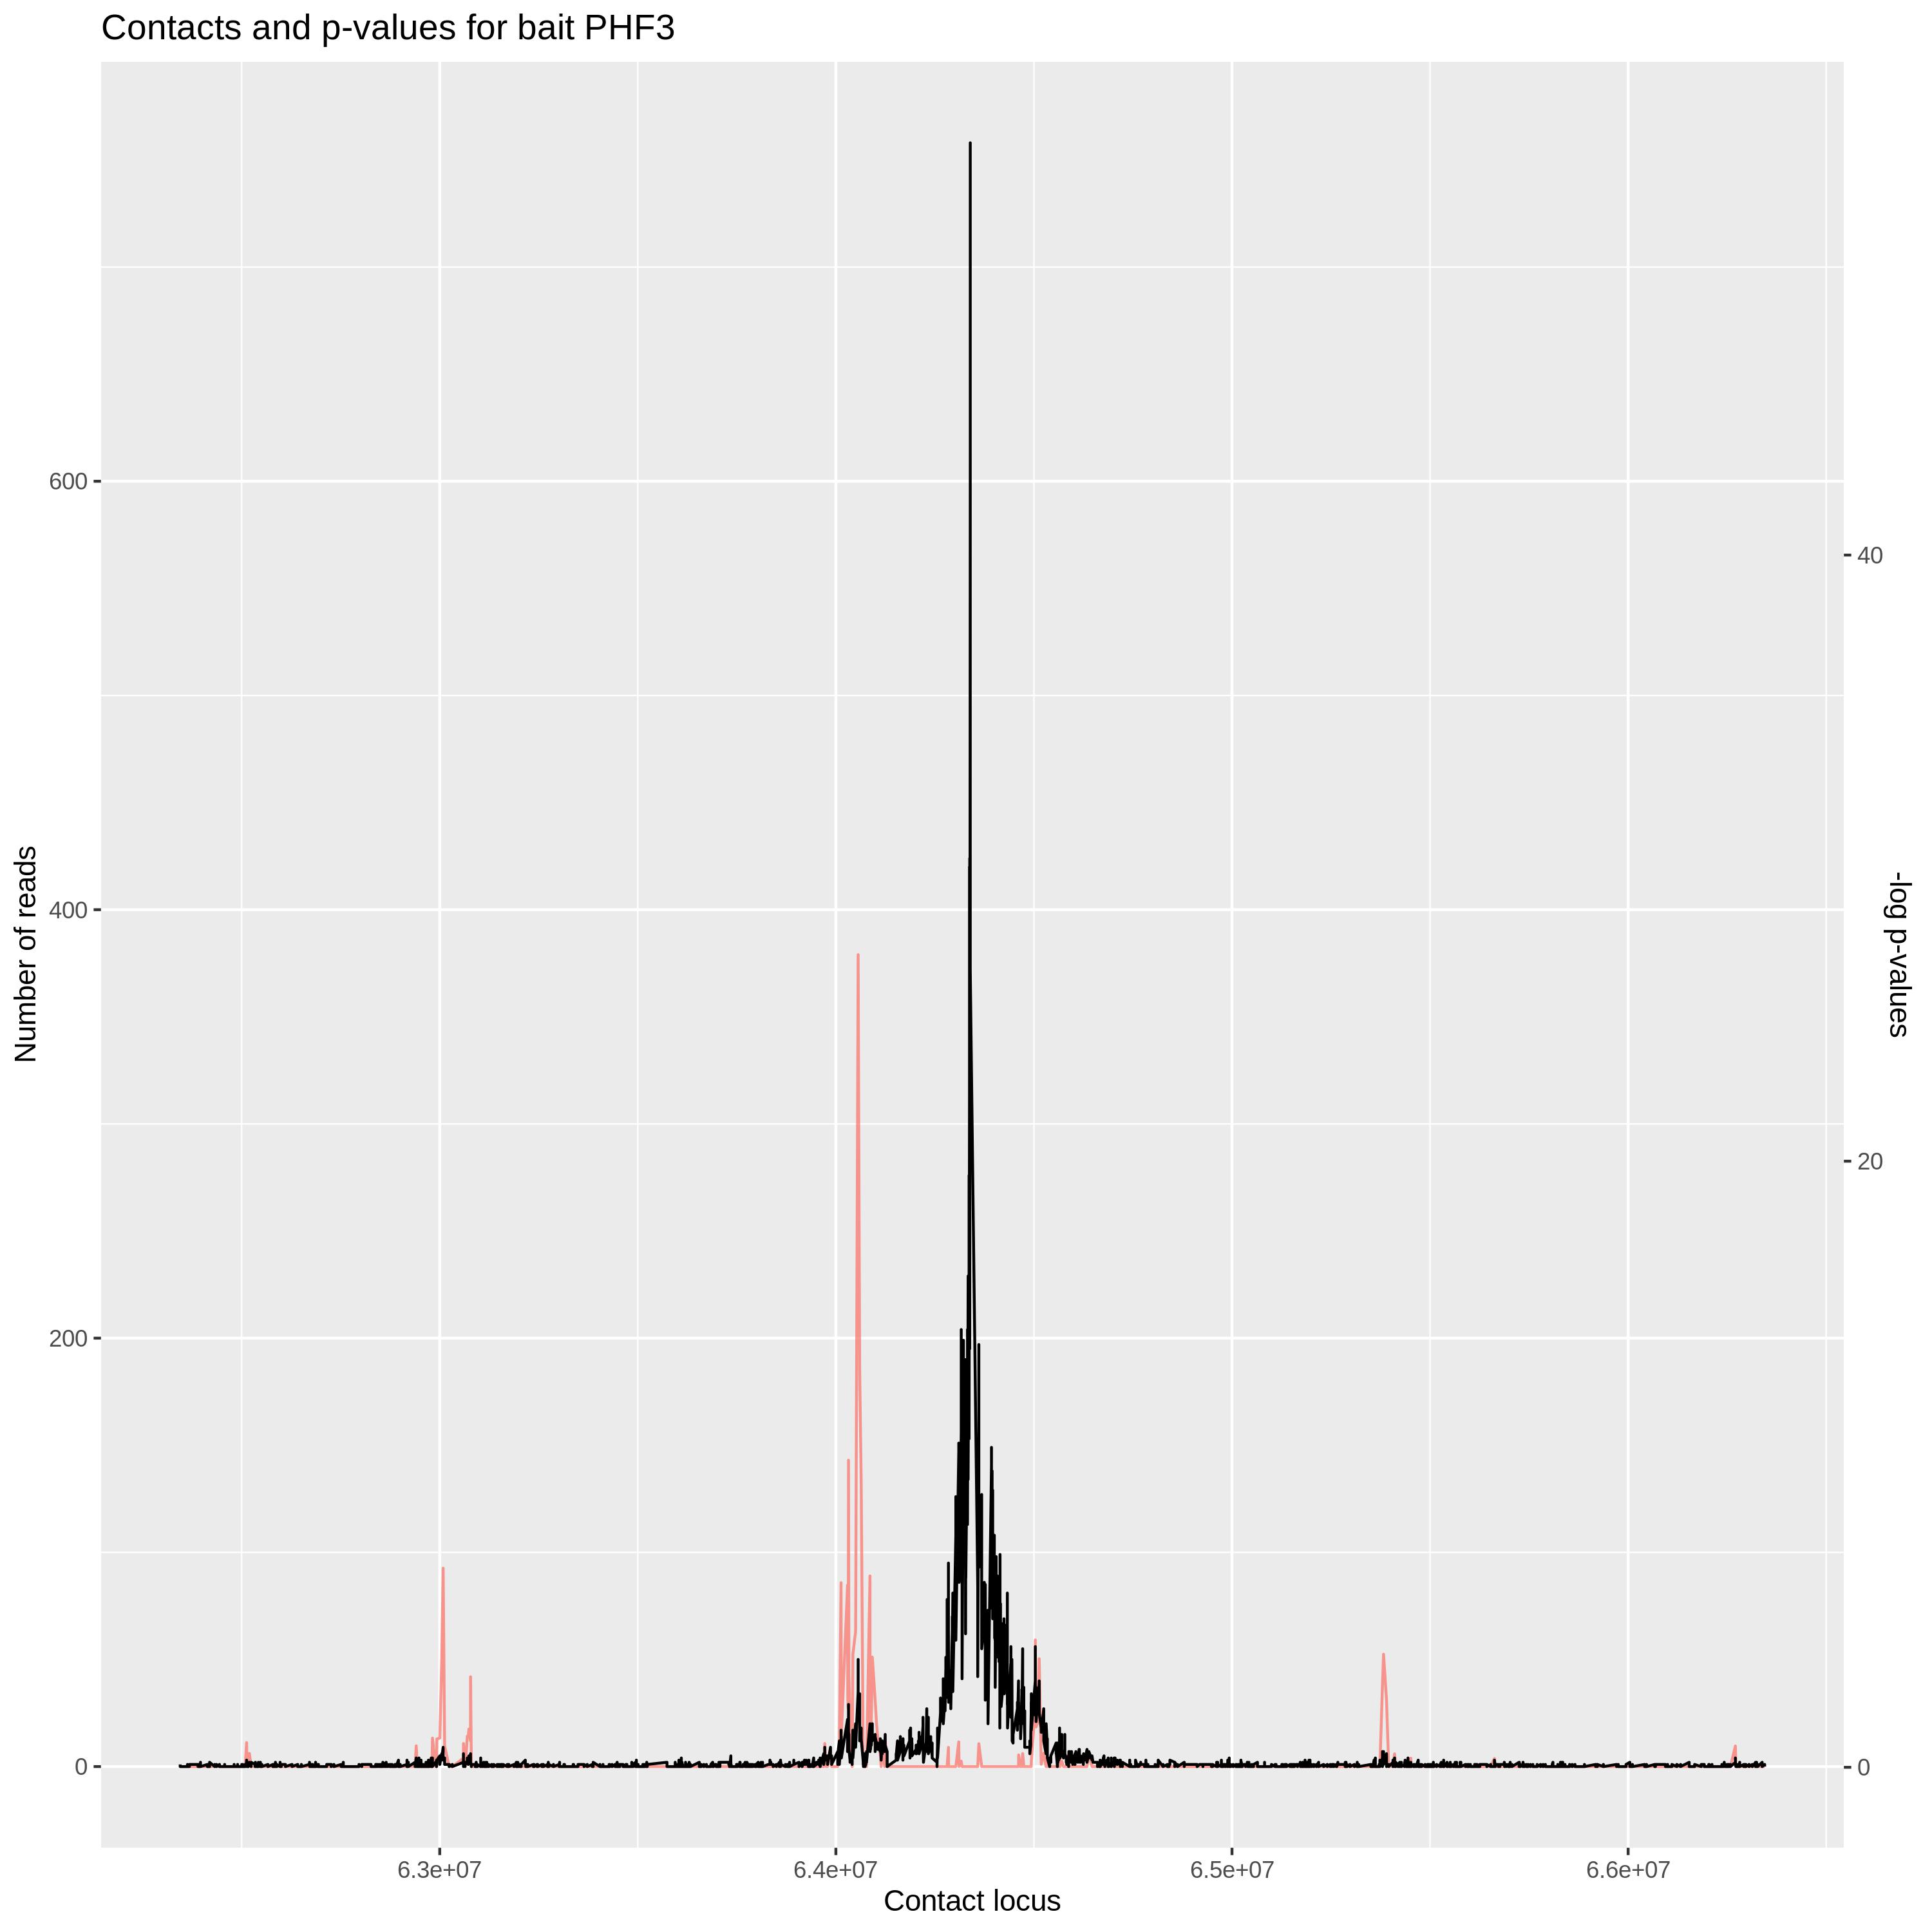 Contacts and p-values for bait PHF3
600
400
200
0
Number of reads
40
20
0
-log p-values
6.3e+07
6.4e+07
6.5e+07
6.6e+07
Contact locus